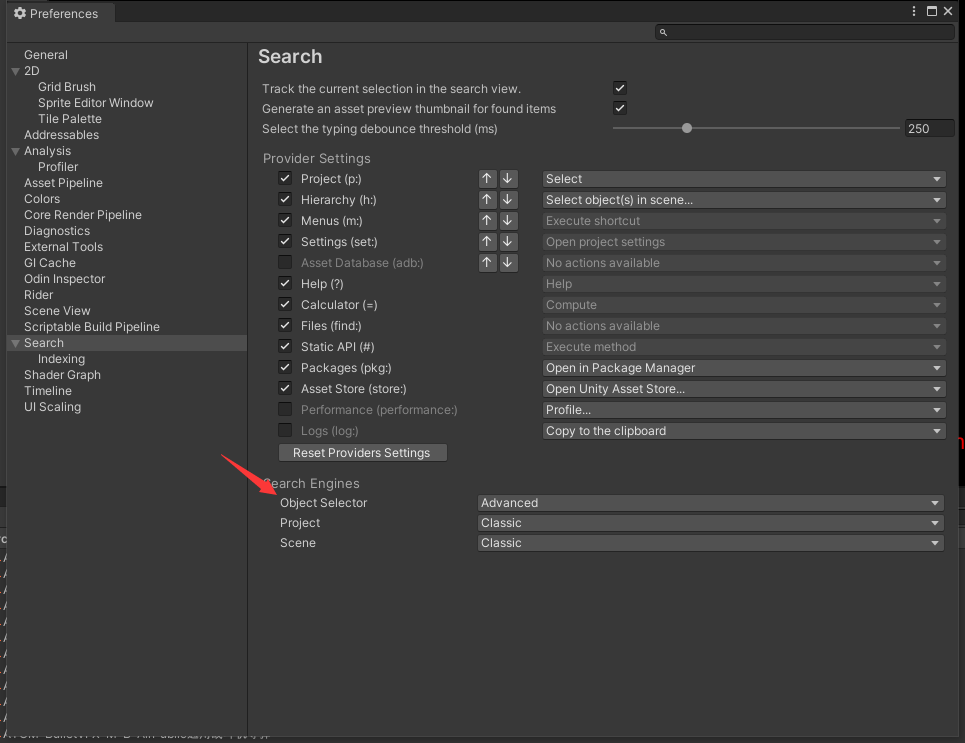 Preferences
General
2D
Grid Brush
Sprite Editor Window
Tile Palette
Addressables
Analysis
Profiler
Asset Pipeline
Colors
Core Render Pipeline
Diagnostics
External Tools
GI Cache
Odin Inspector
Rider
Scene View
Scriptable Build Pipeline
Search
Indexing
Shader Graph
Timeline
UI Scaling
Search
Track the current selection in the search view.
Generate an asset preview thumbnail for found items
Select the typing debounce threshold (ms) 250
Provider Settings
Project (p:) Select
Hierarchy (h:) Select object(s) in scene...
Menus (m:) Execute shortcut
Settings (set:) Open project settings
Asset Database (adb:) No actions available
Help (?) Help
Calculator (=) Compute
Files (find:) No actions available
Static API (#) Execute method
Packages (pkg:) Open in Package Manager
Asset Store (store:) Open Unity Asset Store...
Performance (performance:) Profile...
Logs (log:) Copy to the clipboard
Reset Providers Settings
Search Engines
Object Selector Advanced
Project Classic
Scene Classic